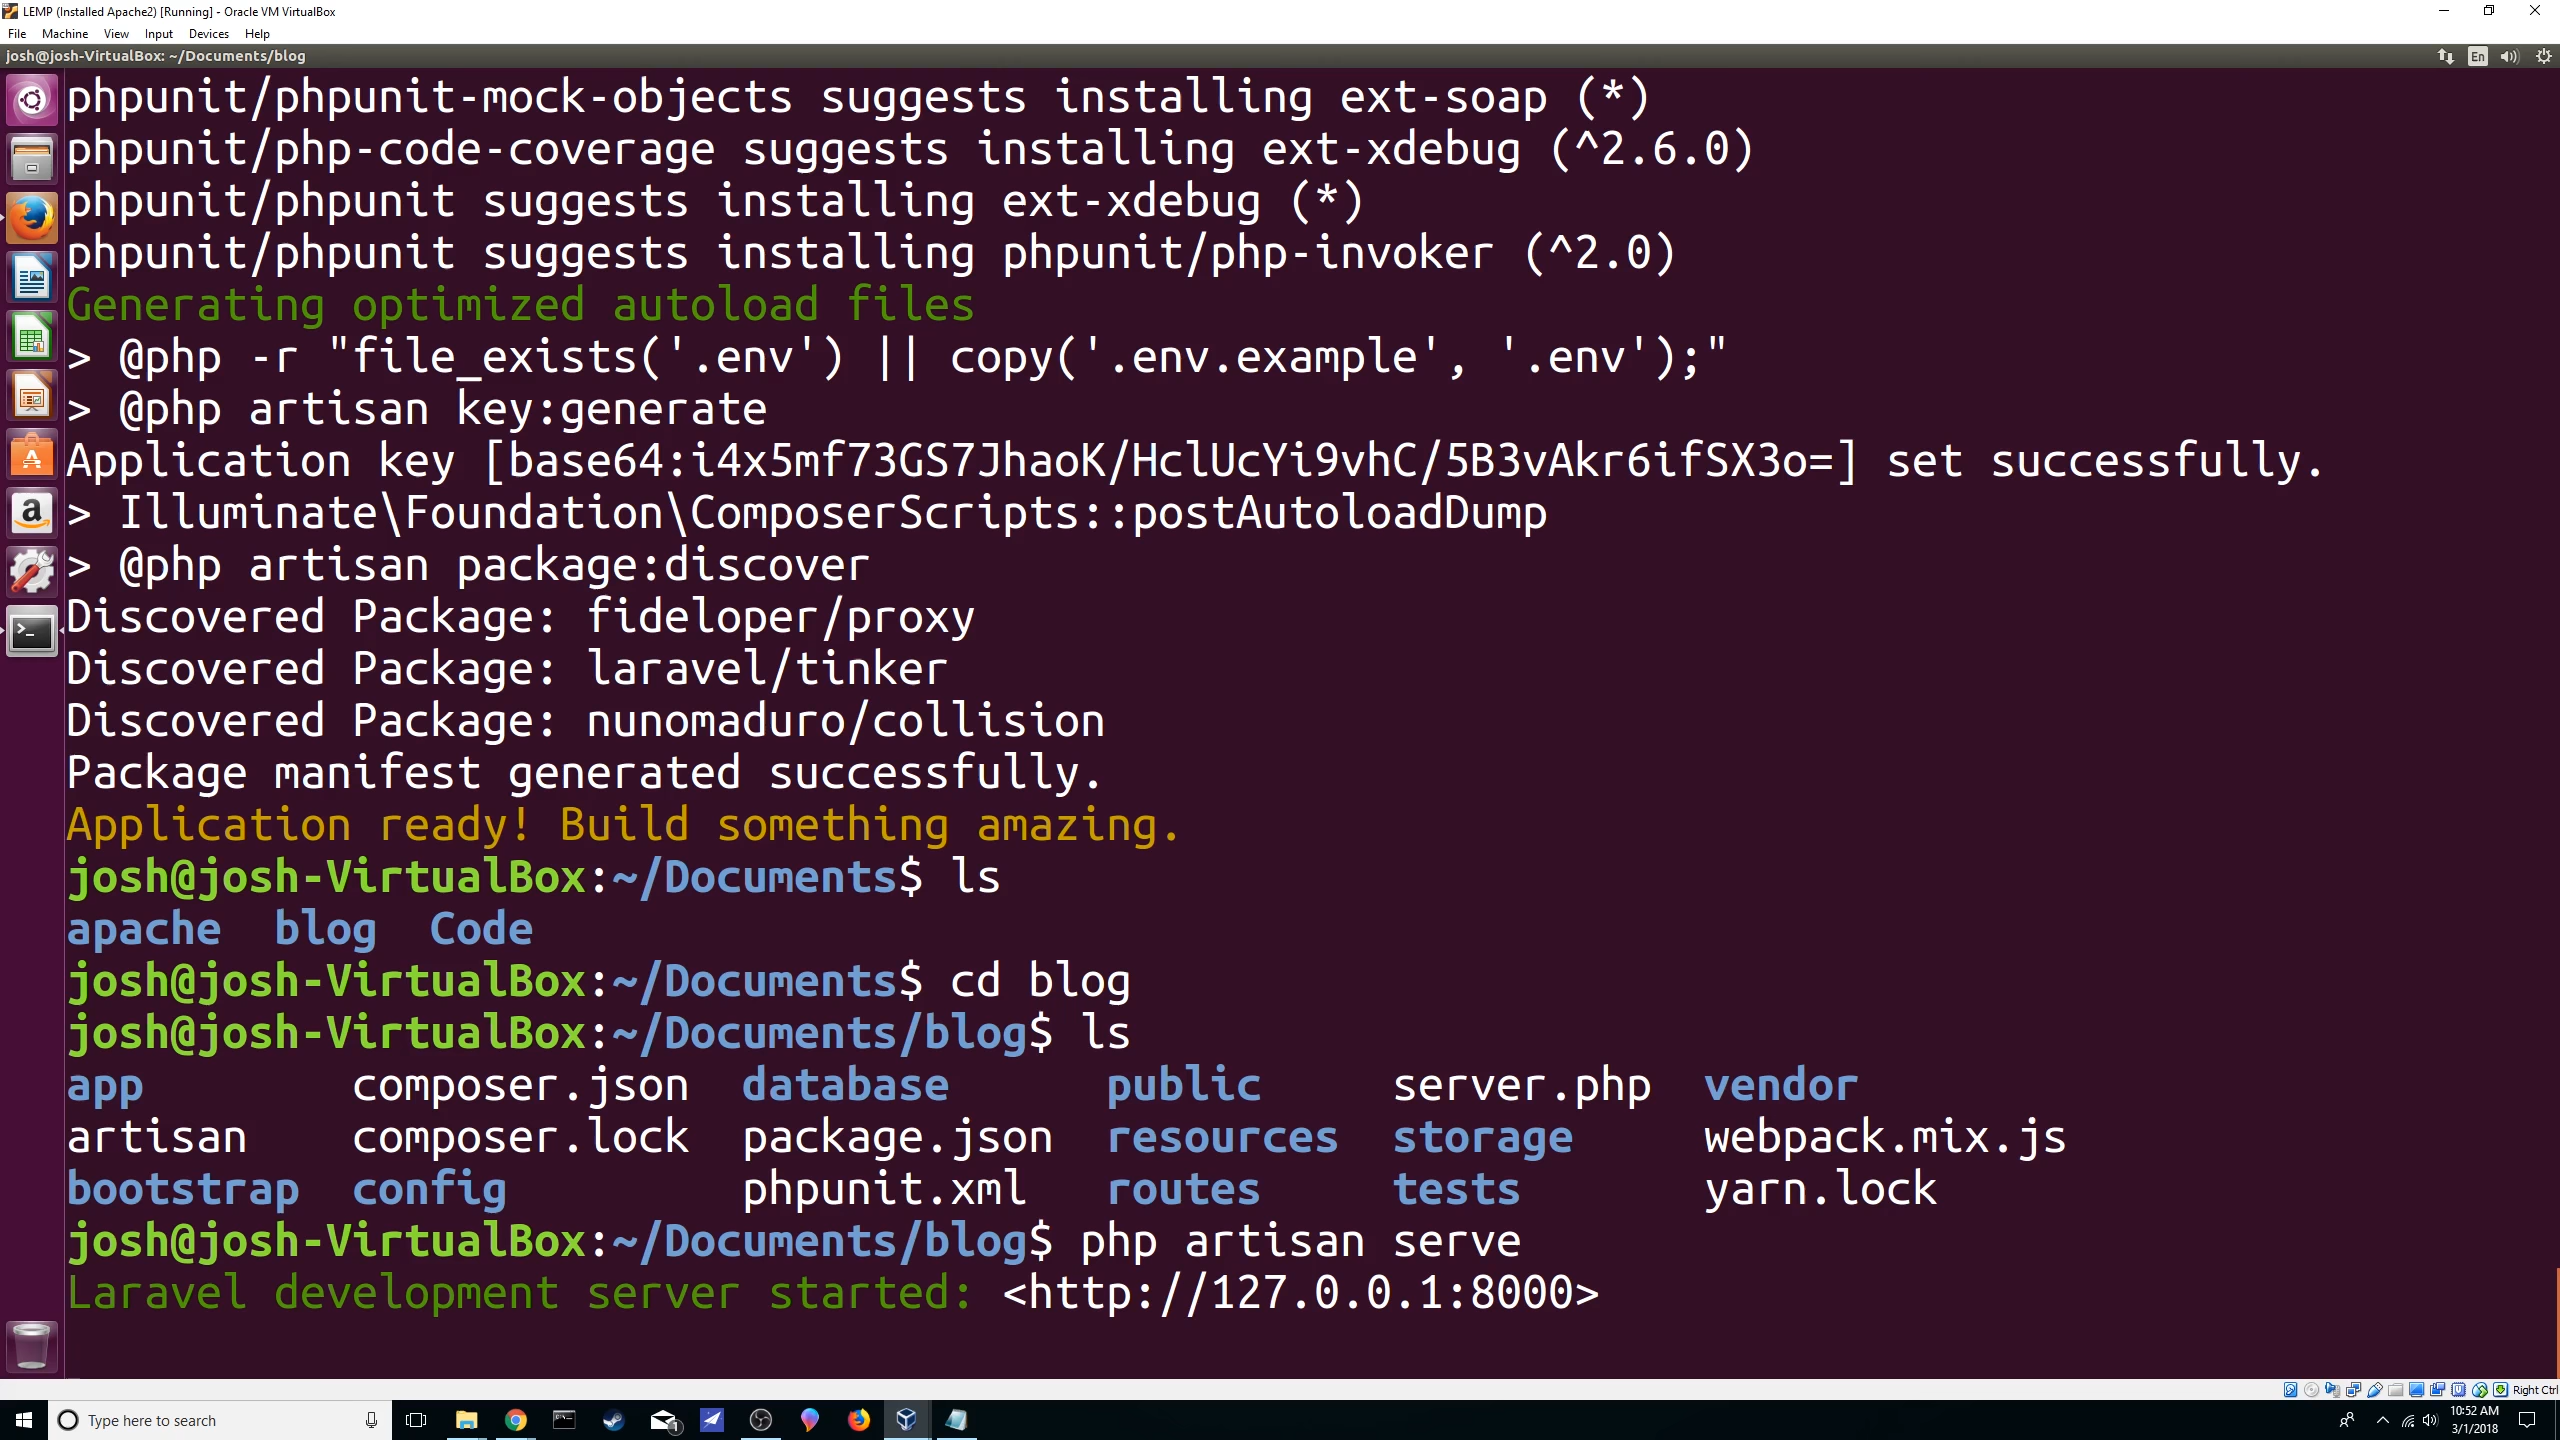 LEMP (Installed Apache2) [Running] - Oracle VM VirtualBox
File Machine View Input Devices Help
josh@josh-VirtualBox: ~/Documents/blog
En
phpunit/phpunit-mock-objects suggests installing ext-soap (*)
phpunit/php-code-coverage suggests installing ext-xdebug (^2.6.0)
phpunit/phpunit suggests installing ext-xdebug (*)
phpunit/phpunit suggests installing phpunit/php-invoker (^2.0)
Generating optimized autoload files
> @php -r "file_exists('.env') || copy('.env.example', '.env');"
> @php artisan key:generate
Application key [base64:i4x5mf73GS7JhaoK/HclUcYi9vhC/5B3vAkr6ifSX3o=] set successfully.
> Illuminate\Foundation\ComposerScripts::postAutoloadDump
> @php artisan package:discover
Discovered Package: fideloper/proxy
Discovered Package: laravel/tinker
Discovered Package: nunomaduro/collision
Package manifest generated successfully.
Application ready! Build something amazing.
josh@josh-VirtualBox:~/Documents$ ls
apache blog Code
josh@josh-VirtualBox:~/Documents$ cd blog
josh@josh-VirtualBox:~/Documents/blog$ ls
app composer.json database public server.php vendor
artisan composer.lock package.json resources storage webpack.mix.js
bootstrap config phpunit.xml routes tests yarn.lock
josh@josh-VirtualBox:~/Documents/blog$ php artisan serve
Laravel development server started: <http://127.0.0.1:8000>
Right Ctrl
Type here to search
1
10:52 AM
3/1/2018